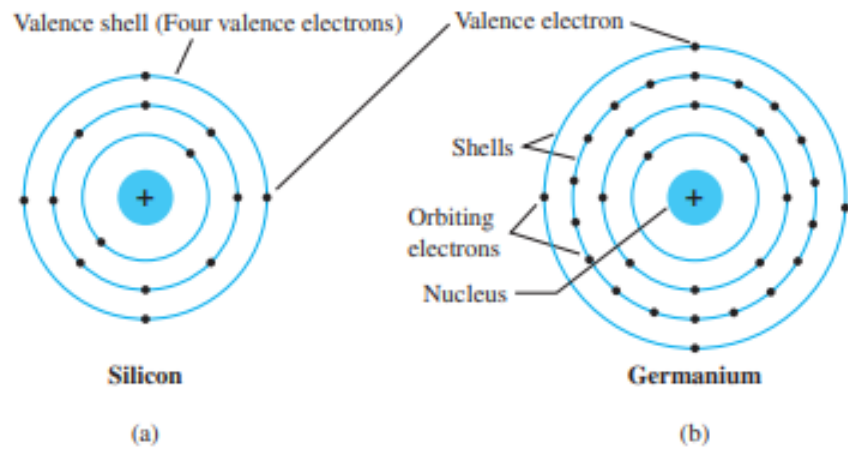 Valence shell (Four valence electrons)
Valence electron
+
Silicon
(a)
Shells
Orbiting
electrons
Nucleus
+
Germanium
(b)